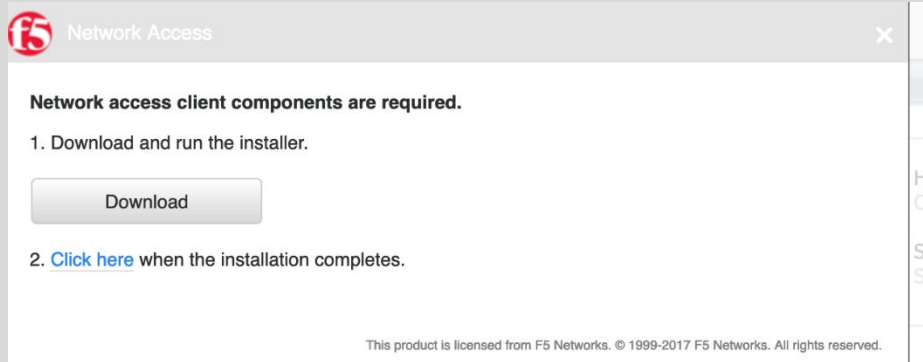 f5
Network Access
Network access client components are required.
1. Download and run the installer.
Download
2. Click here when the installation completes.
This product is licensed from F5 Networks. © 1999-2017 F5 Networks. All rights reserved.